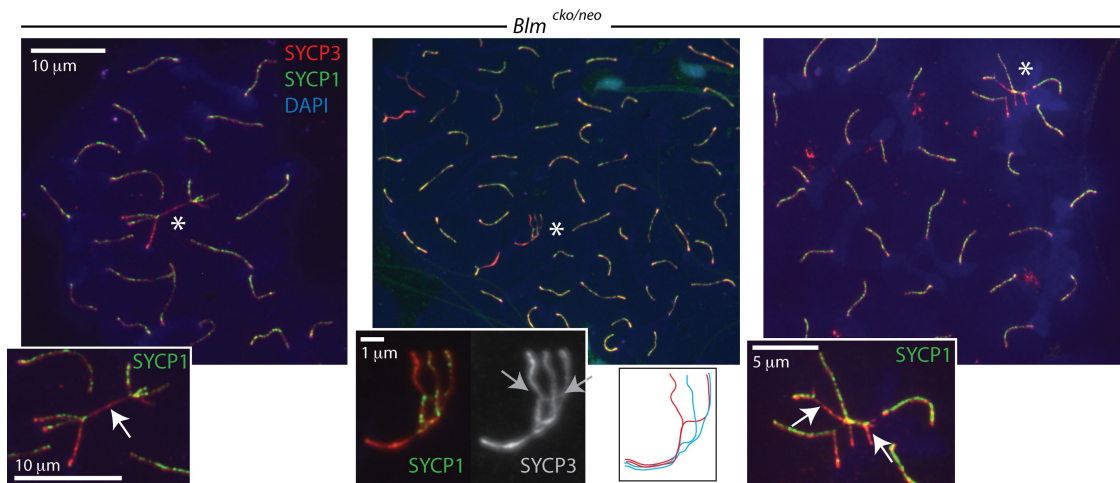 Blm cko/neo
10 μm
SYCP3
SYCP1
DAPI
*
*
*
SYCP1
10 μm
1 μm
SYCP1
SYCP3
5 μm
SYCP1